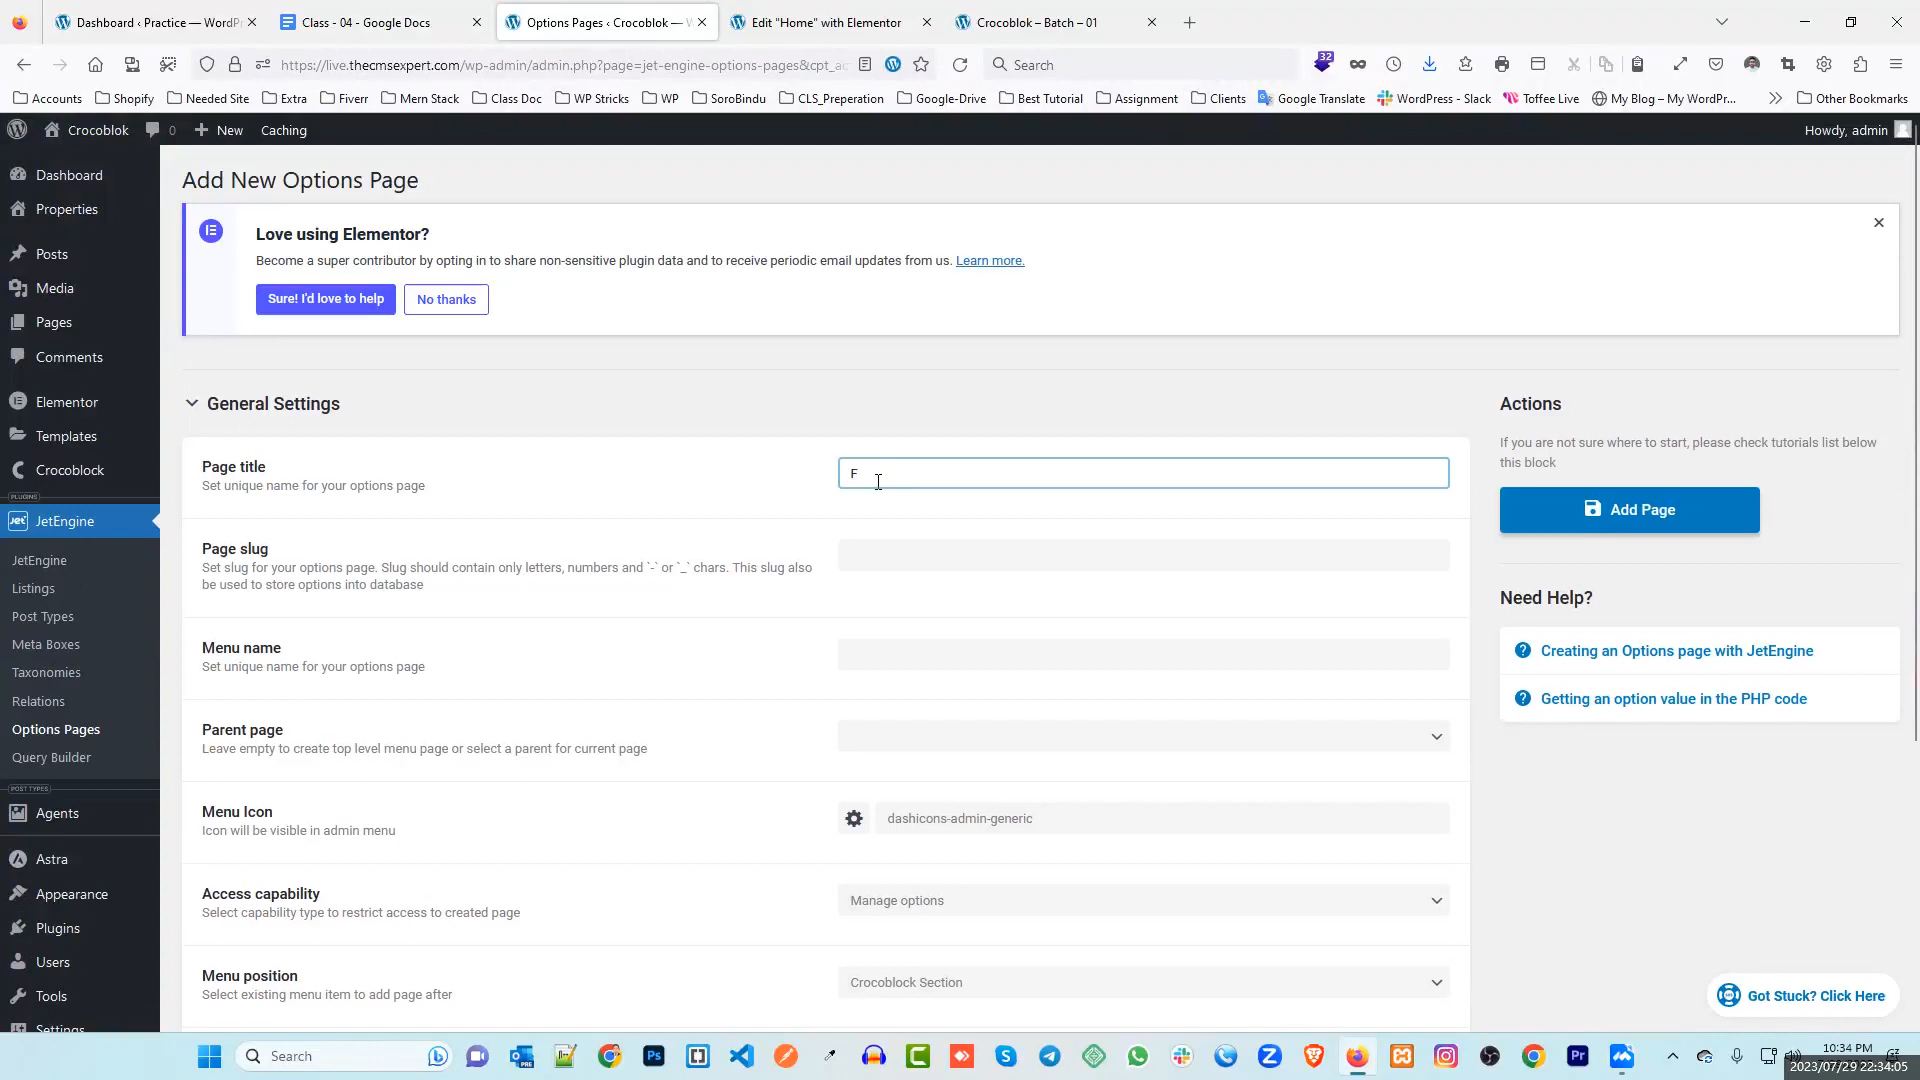 Dashboard ‹ Practice — WordPr
Class - 04 - Google Docs
Options Pages ‹ Crocoblok — W
Edit "Home" with Elementor
Crocoblok – Batch – 01
https://live.thecmsexpert.com/wp-admin/admin.php?page=jet-engine-options-pages&cpt_ac
Search
32
Accounts
Shopify
Needed Site
Extra
Fiverr
Mern Stack
Class Doc
WP Stricks
WP
SoroBindu
CLS_Preperation
Google-Drive
Best Tutorial
Assignment
Clients
Google Translate
WordPress - Slack
Toffee Live
My Blog – My WordPr...
Other Bookmarks
Crocoblok
0
New
Caching
Howdy, admin
Dashboard
Properties
Posts
Media
Pages
Comments
Elementor
Templates
Crocoblock
PLUGINS
JetEngine
JetEngine
Listings
Post Types
Meta Boxes
Taxonomies
Relations
Options Pages
Query Builder
POST TYPES
Agents
Astra
Appearance
Plugins
Users
Tools
Settings
Add New Options Page
Love using Elementor?
Become a super contributor by opting in to share non-sensitive plugin data and to receive periodic email updates from us. Learn more.
Sure! I'd love to help
No thanks
General Settings
Page title
Set unique name for your options page
F
Page slug
Set slug for your options page. Slug should contain only letters, numbers and `-` or `_` chars. This slug also
be used to store options into database
Menu name
Set unique name for your options page
Parent page
Leave empty to create top level menu page or select a parent for current page
Menu Icon
Icon will be visible in admin menu
dashicons-admin-generic
Access capability
Select capability type to restrict access to created page
Manage options
Menu position
Select existing menu item to add page after
Crocoblock Section
Actions
If you are not sure where to start, please check tutorials list below
this block
Add Page
Need Help?
Creating an Options page with JetEngine
Getting an option value in the PHP code
Got Stuck? Click Here
Search
10:34 PM
2023/07/29 22:34:05